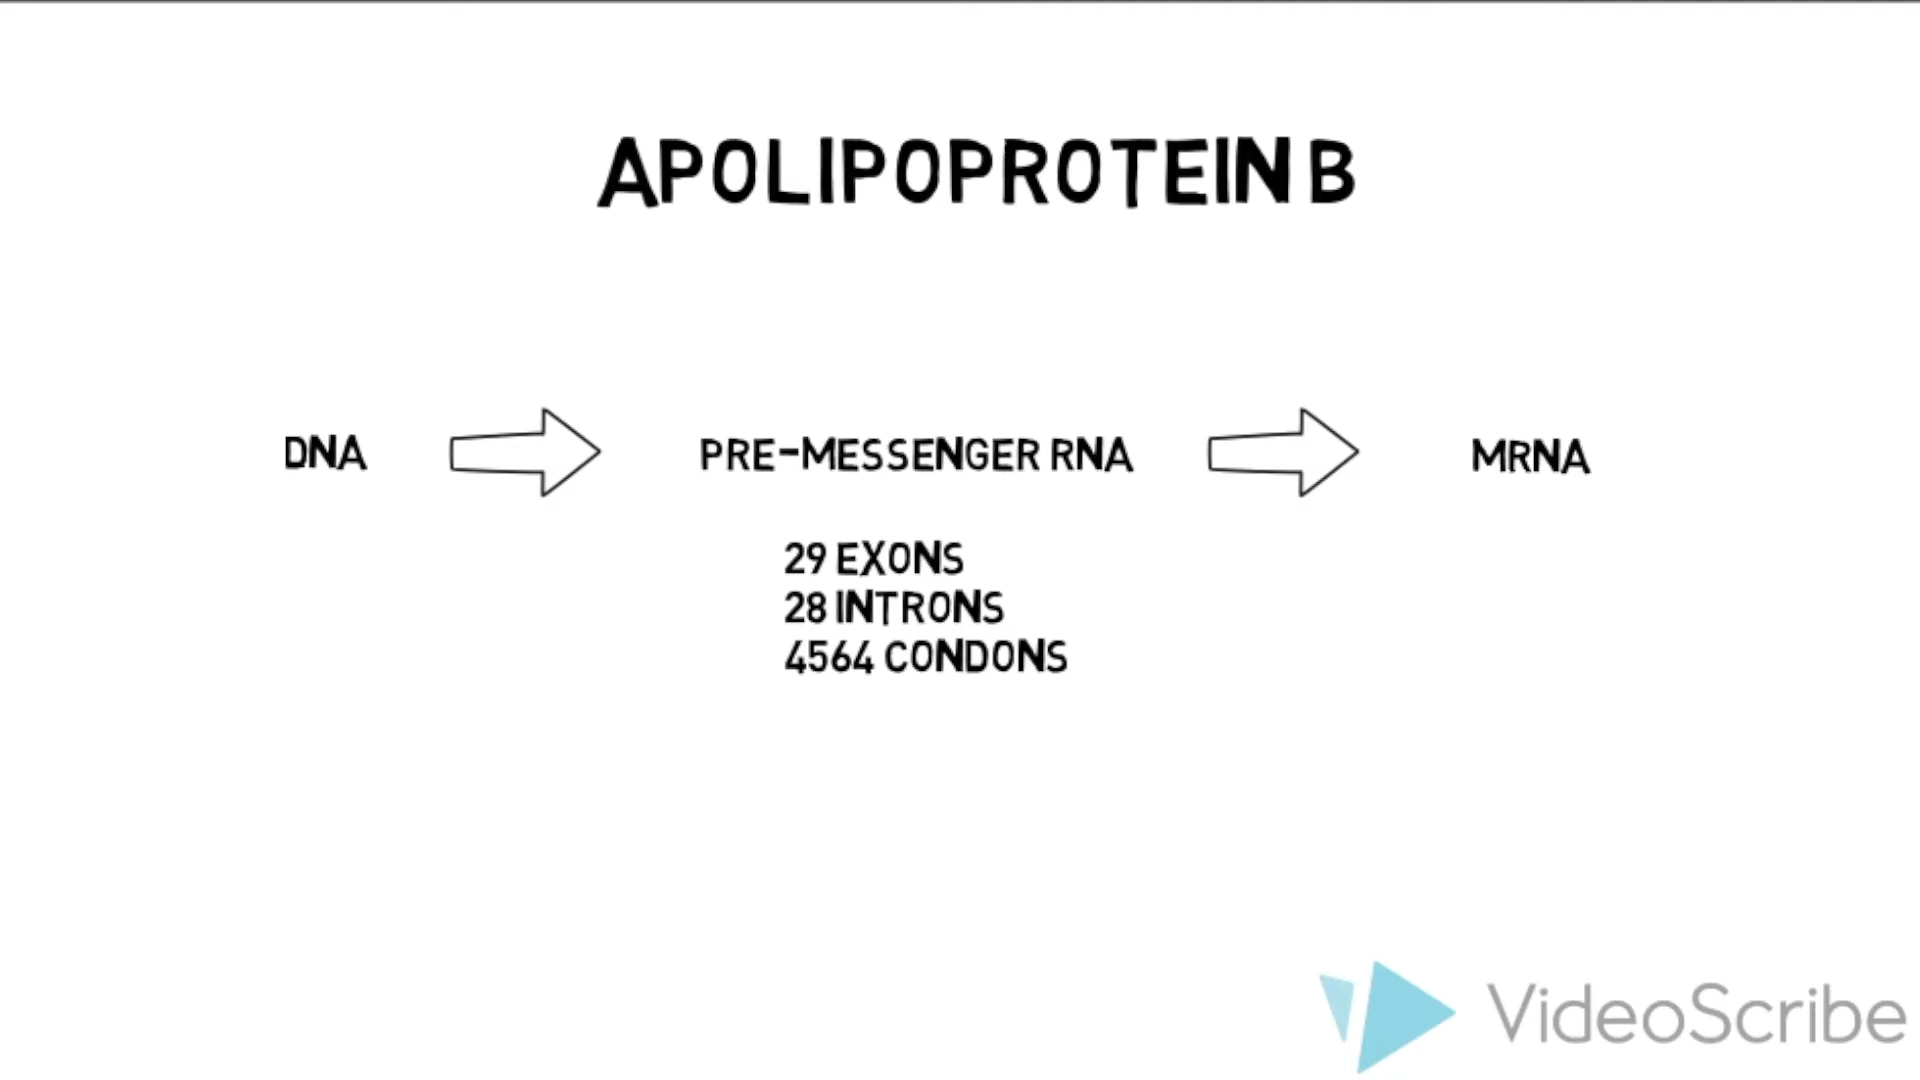 APOLIPOPROTEIN B
DNA PRE-MESSENGER RNA MRNA
29 EXONS
28 INTRONS
4564 CONDONS
VideoScribe